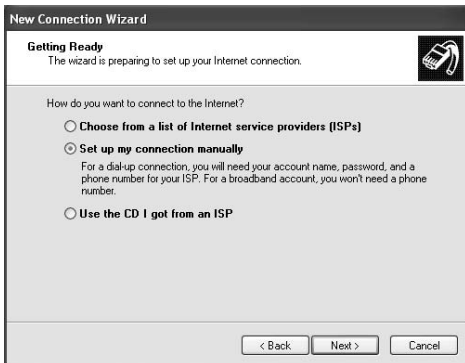 New Connection Wizard
Getting Ready
The wizard is preparing to set up your Internet connection.
How do you want to connect to the Internet?
Choose from a list of Internet service providers (ISPs)
Set up my connection manually
For a dial-up connection, you will need your account name, password, and a
phone number for your ISP. For a broadband account, you won't need a phone
number.
Use the CD I got from an ISP
< Back
Next >
Cancel